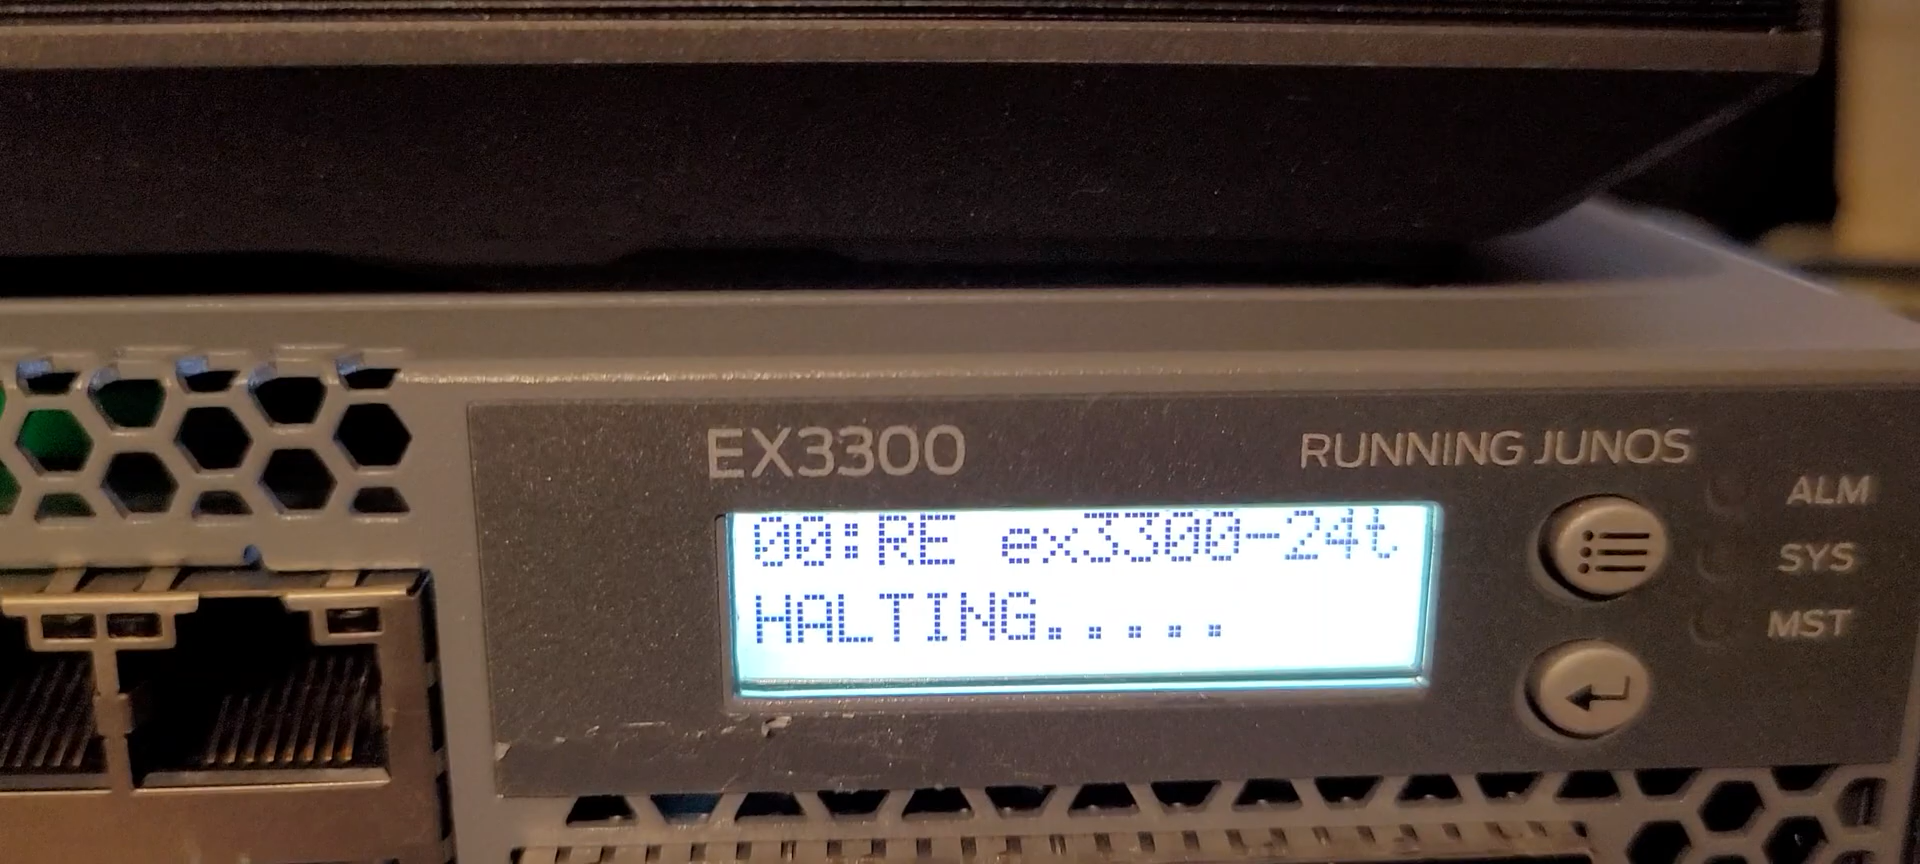 EX3300
RUNNING JUNOS
00:RE ex3300-24t
HALTING.....
ALM
SYS
MST